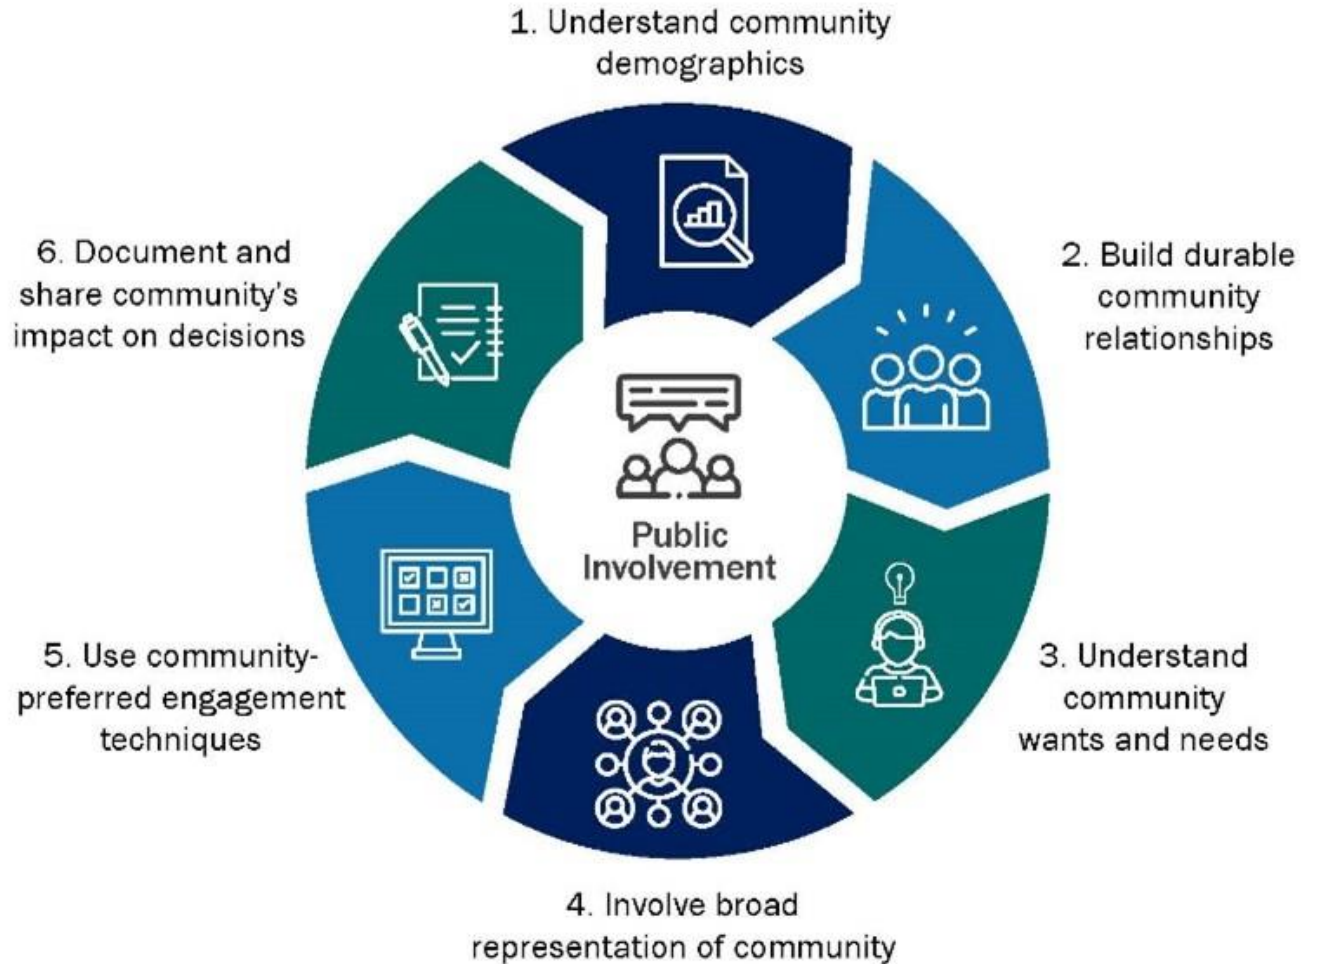 1. Understand community
demographics
2. Build durable
community
relationships
3. Understand
community
wants and needs
4. Involve broad
representation of community
5. Use community-
preferred engagement
techniques
6. Document and
share community's
impact on decisions
Public
Involvement